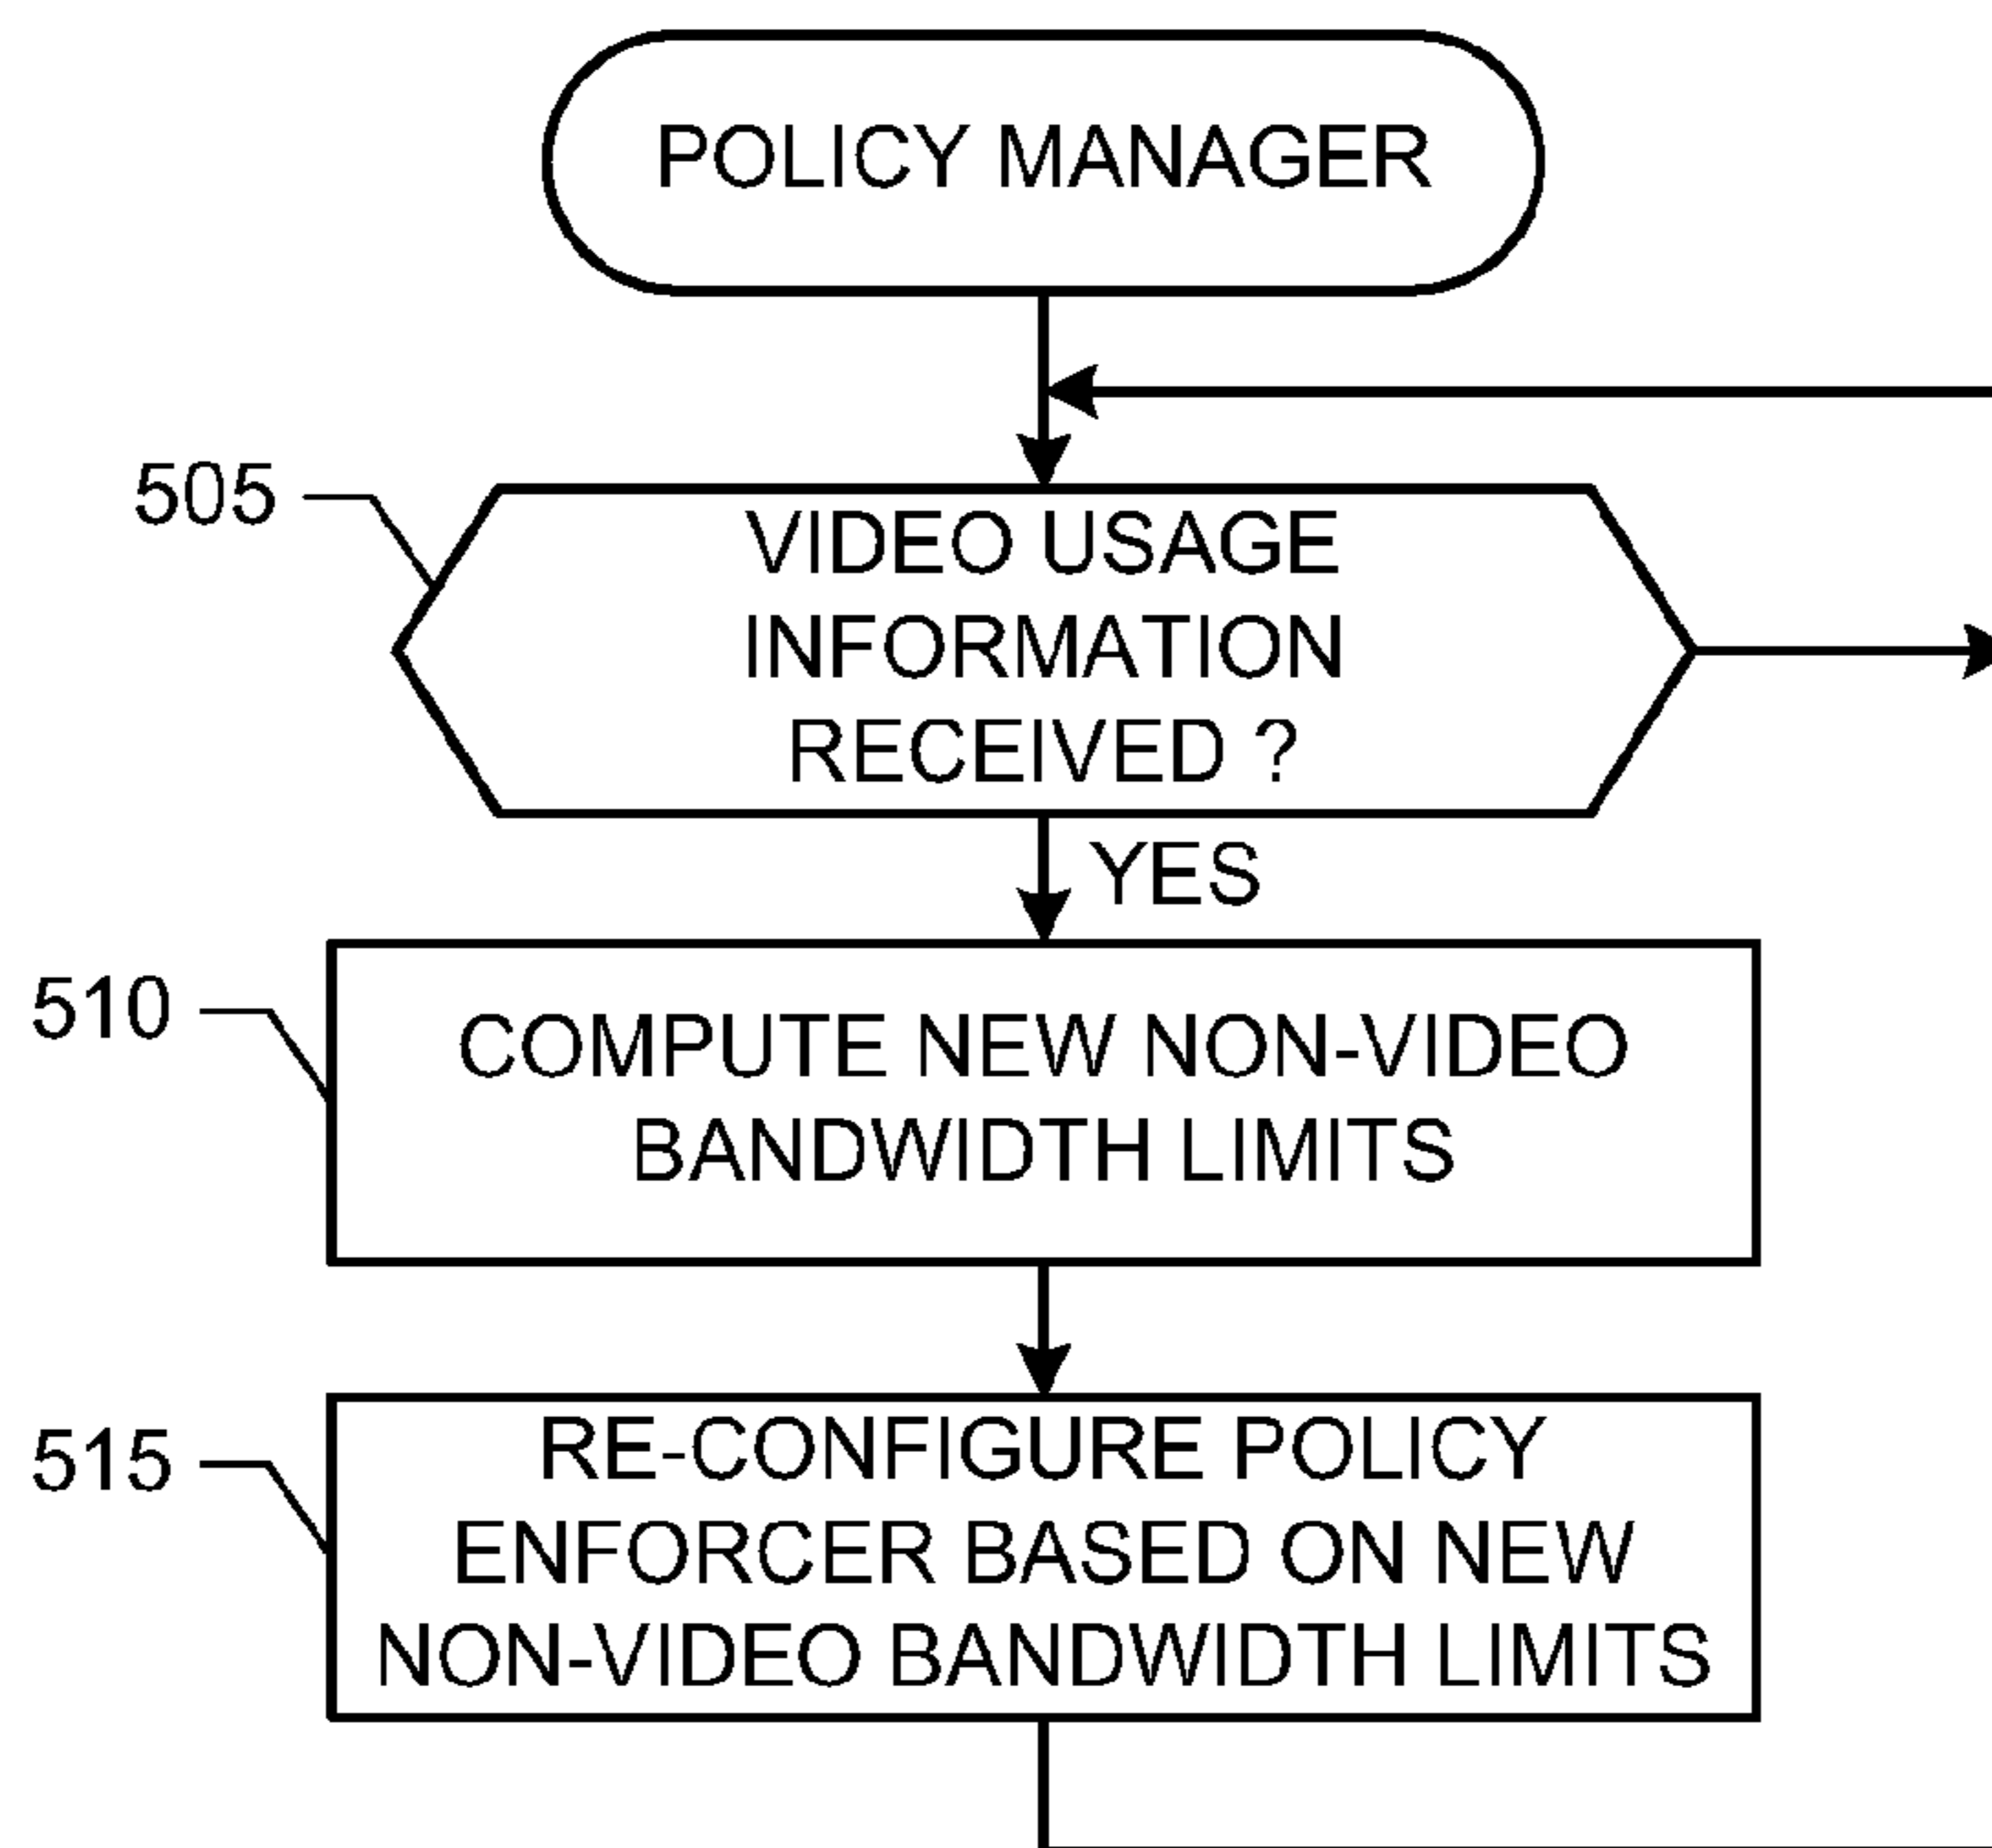 POLICY MANAGER
505
VIDEO USAGE
INFORMATION
RECEIVED ?
YES
510
COMPUTE NEW NON-VIDEO
BANDWIDTH LIMITS
515
RE-CONFIGURE POLICY
ENFORCER BASED ON NEW
NON-VIDEO BANDWIDTH LIMITS